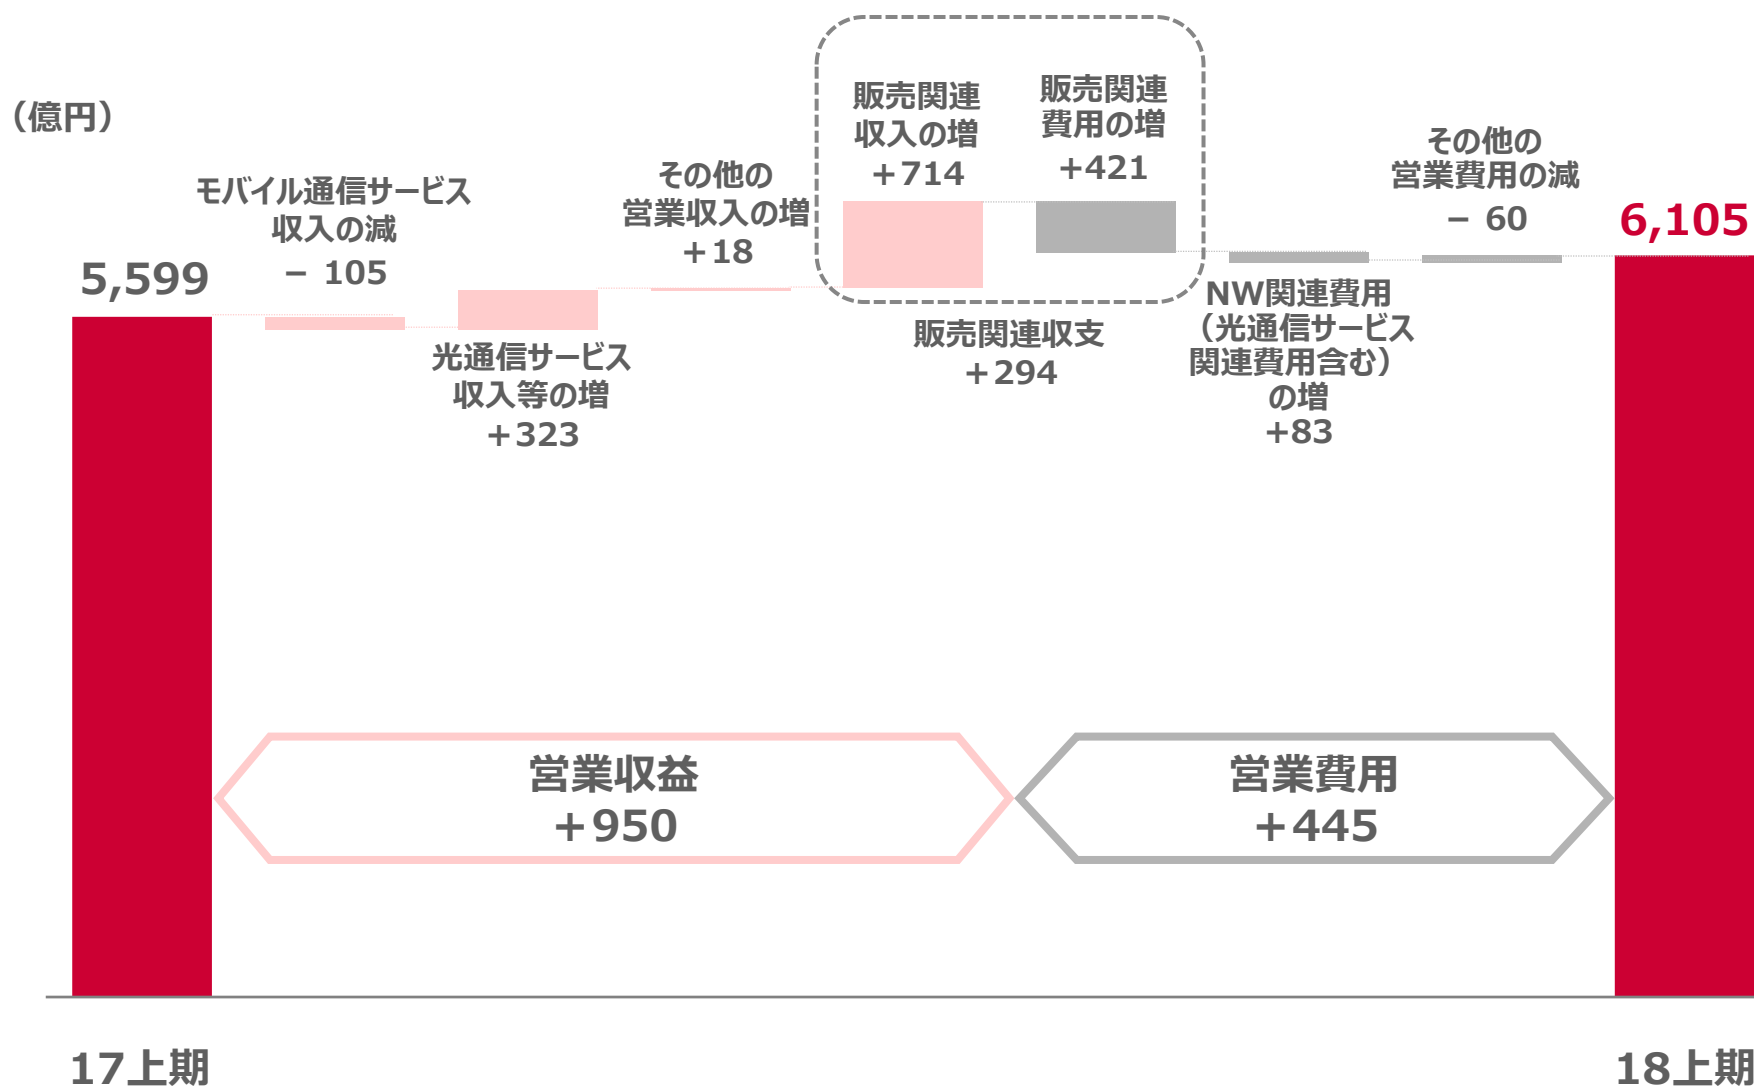 （億円）
5,599
モバイル通信サービス
収入の減
− 105
光通信サービス
収入等の増
＋323
その他の
営業収入の増
＋18
販売関連
収入の増
＋714
販売関連
費用の増
+421
販売関連収支
＋294
NW関連費用
（光通信サービス
関連費用含む）
の増
+83
その他の
営業費用の減
− 60
6,105
営業収益
＋950
営業費用
＋445
17上期
18上期